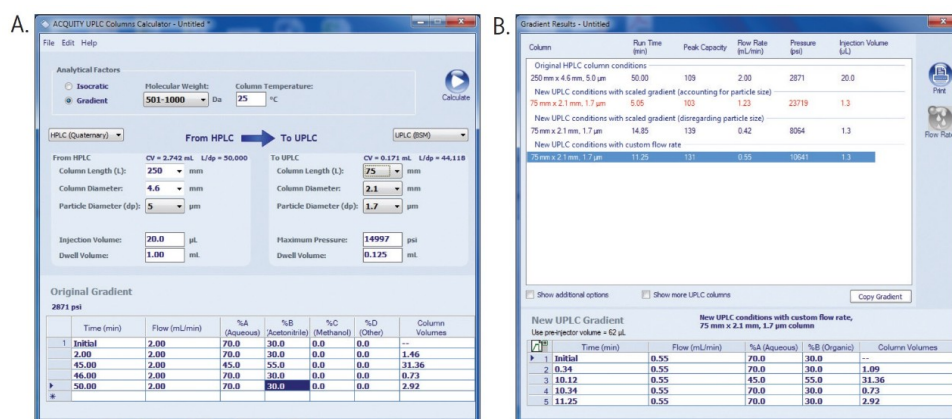 A.
ACQUITY UPLC Columns Calculator - Untitled *
File Edit Help
Analytical Factors
Isocratic
Gradient
Molecular Weight:
501-1000 Da
Column Temperature:
25 °C
Calculate
HPLC (Quaternary)
From HPLC To UPLC
UPLC (BSM)
From HPLC CV = 2.742 mL L/dp = 50,000
Column Length (L): 250 mm
Column Diameter: 4.6 mm
Particle Diameter (dp): 5 µm
Injection Volume: 20.0 µL
Dwell Volume: 1.00 mL
To UPLC CV = 0.171 mL L/dp = 44,118
Column Length (L): 75 mm
Column Diameter: 2.1 mm
Particle Diameter (dp): 1.7 µm
Maximum Pressure: 14997 psi
Dwell Volume: 0.125 mL
Original Gradient
2871 psi
Time (min) Flow (mL/min) %A (Aqueous) %B (Acetonitrile) %C (Methanol) %D (Other) Column Volumes
1 Initial 2.00 70.0 30.0 0.0 0.0 --
2.00 2.00 70.0 30.0 0.0 0.0 1.46
45.00 2.00 45.0 55.0 0.0 0.0 31.36
46.00 2.00 70.0 30.0 0.0 0.0 0.73
50.00 2.00 70.0 30.0 0.0 0.0 2.92
B.
Gradient Results - Untitled
Column Run Time (min) Peak Capacity Flow Rate (mL/min) Pressure (psi) Injection Volume (µL)
Original HPLC column conditions
250 mm x 4.6 mm, 5.0 µm 50.00 109 2.00 2871 20.0
New UPLC conditions with scaled gradient (accounting for particle size)
75 mm x 2.1 mm, 1.7 µm 5.05 103 1.23 23719 1.3
New UPLC conditions with scaled gradient (disregarding particle size)
75 mm x 2.1 mm, 1.7 µm 14.85 139 0.42 8064 1.3
New UPLC conditions with custom flow rate
75 mm x 2.1 mm, 1.7 µm 11.25 131 0.55 10641 1.3
Print
Flow Rate
Show additional options
Show more UPLC columns
Copy Gradient
New UPLC Gradient
Use pre-injector volume = 62 µL
New UPLC conditions with custom flow rate,
75 mm x 2.1 mm, 1.7 µm column
Time (min) Flow (mL/min) %A (Aqueous) %B (Organic) Column Volumes
1 Initial 0.55 70.0 30.0 --
2 0.34 0.55 70.0 30.0 1.09
3 10.12 0.55 45.0 55.0 31.36
4 10.34 0.55 70.0 30.0 0.73
5 11.25 0.55 70.0 30.0 2.92